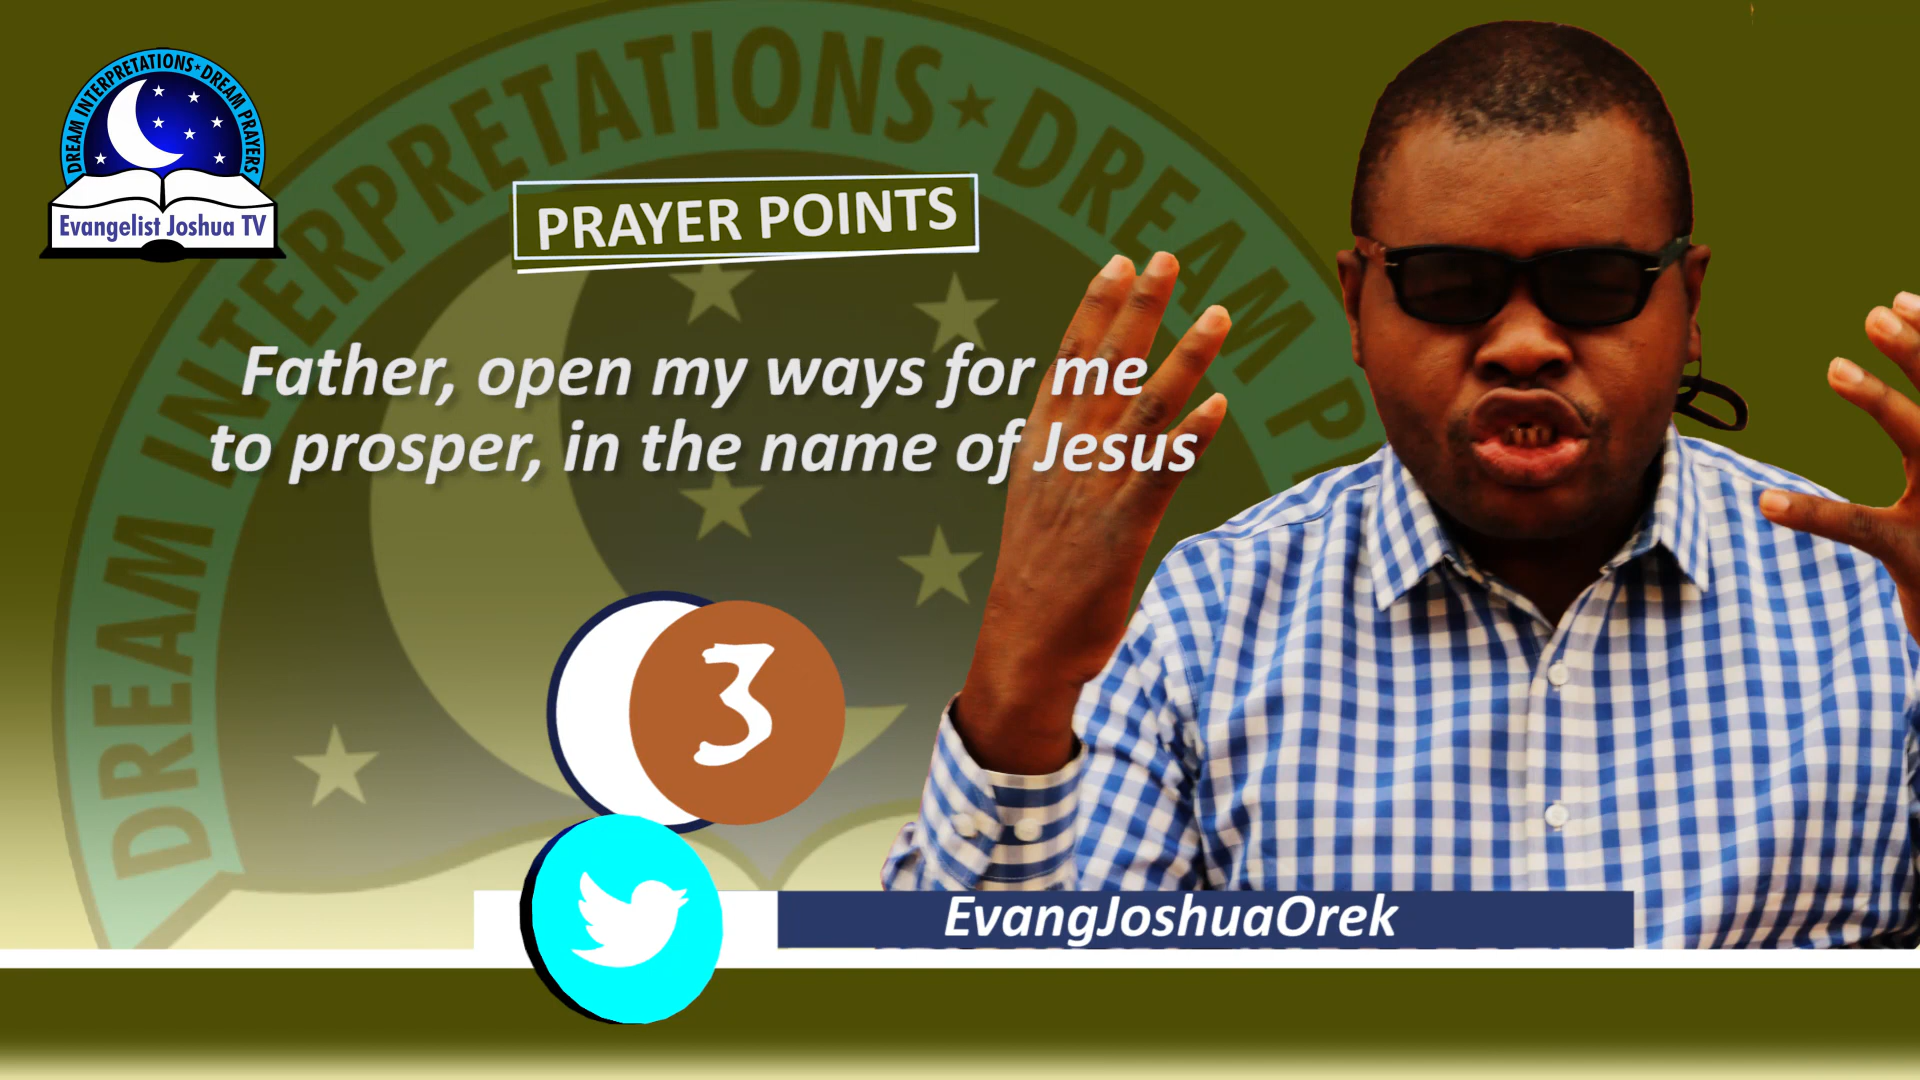 DREAM INTERPRETATIONS★DREAM PRAYERS
Evangelist Joshua TV
DREAM INTERPRETATIONS★DREAM P
PRAYER POINTS
Father, open my ways for me
to prosper, in the name of Jesus
3
EvangJoshuaOrek